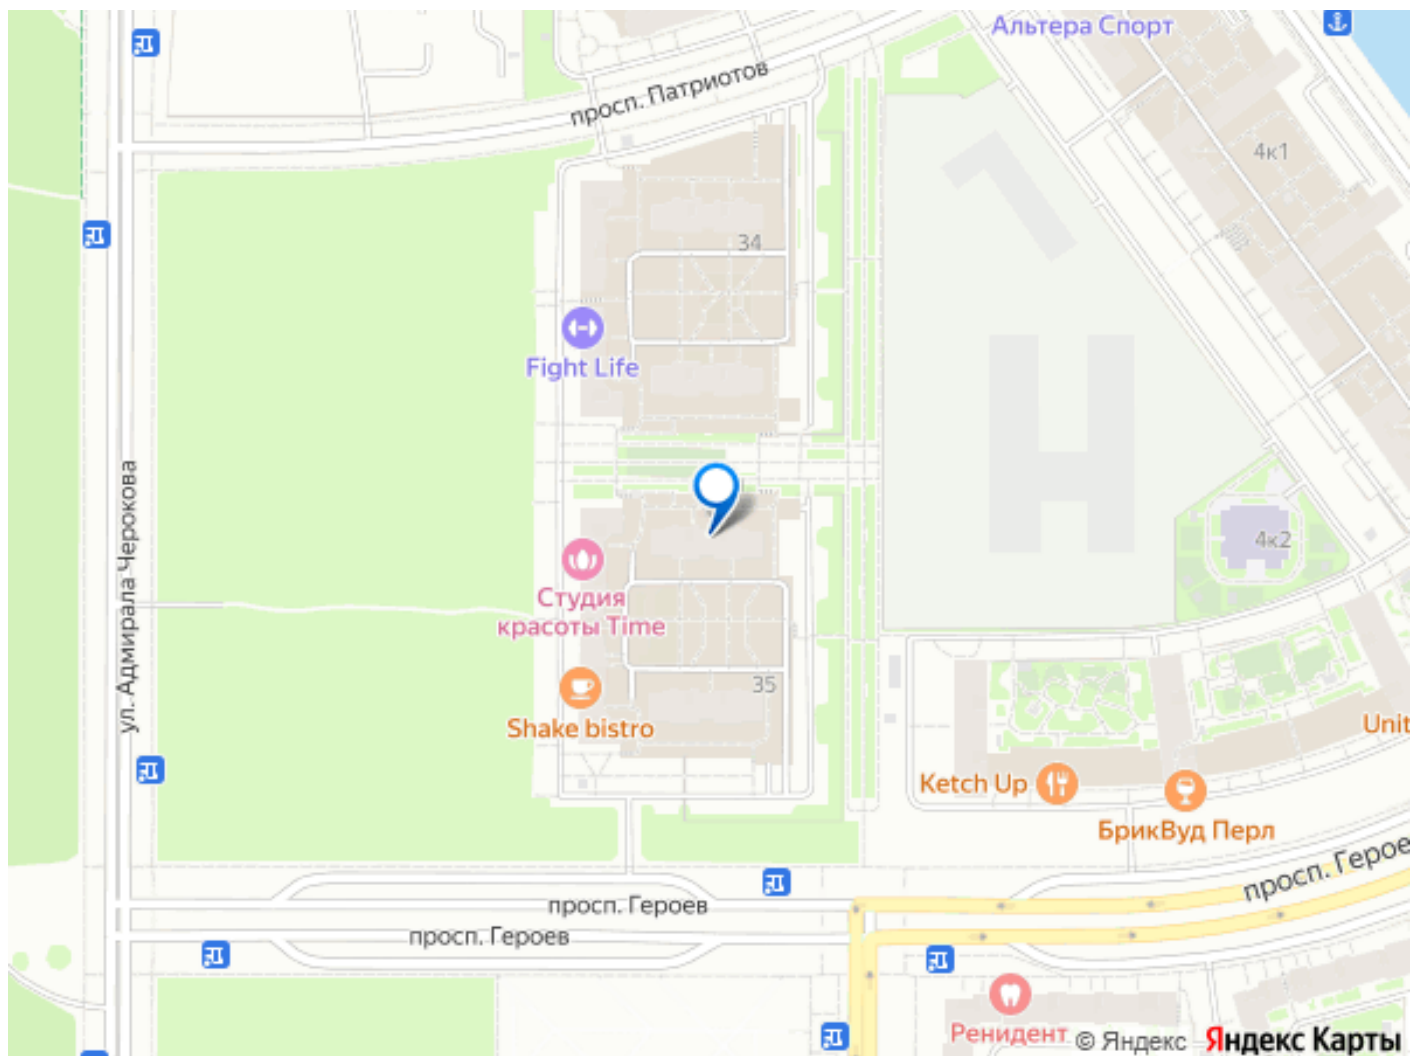 Альтера Спорт
просп. Патриотов
4к1
34
Fight Life
ул. Адмирала Черокова
4к2
Студия
красоты Time
35
Shake bistro
Unit
Ketch Up
БрикВуд Перл
просп. Герое
просп. Героев
просп. Героев
Ренидент
© Яндекс Яндекс Карты